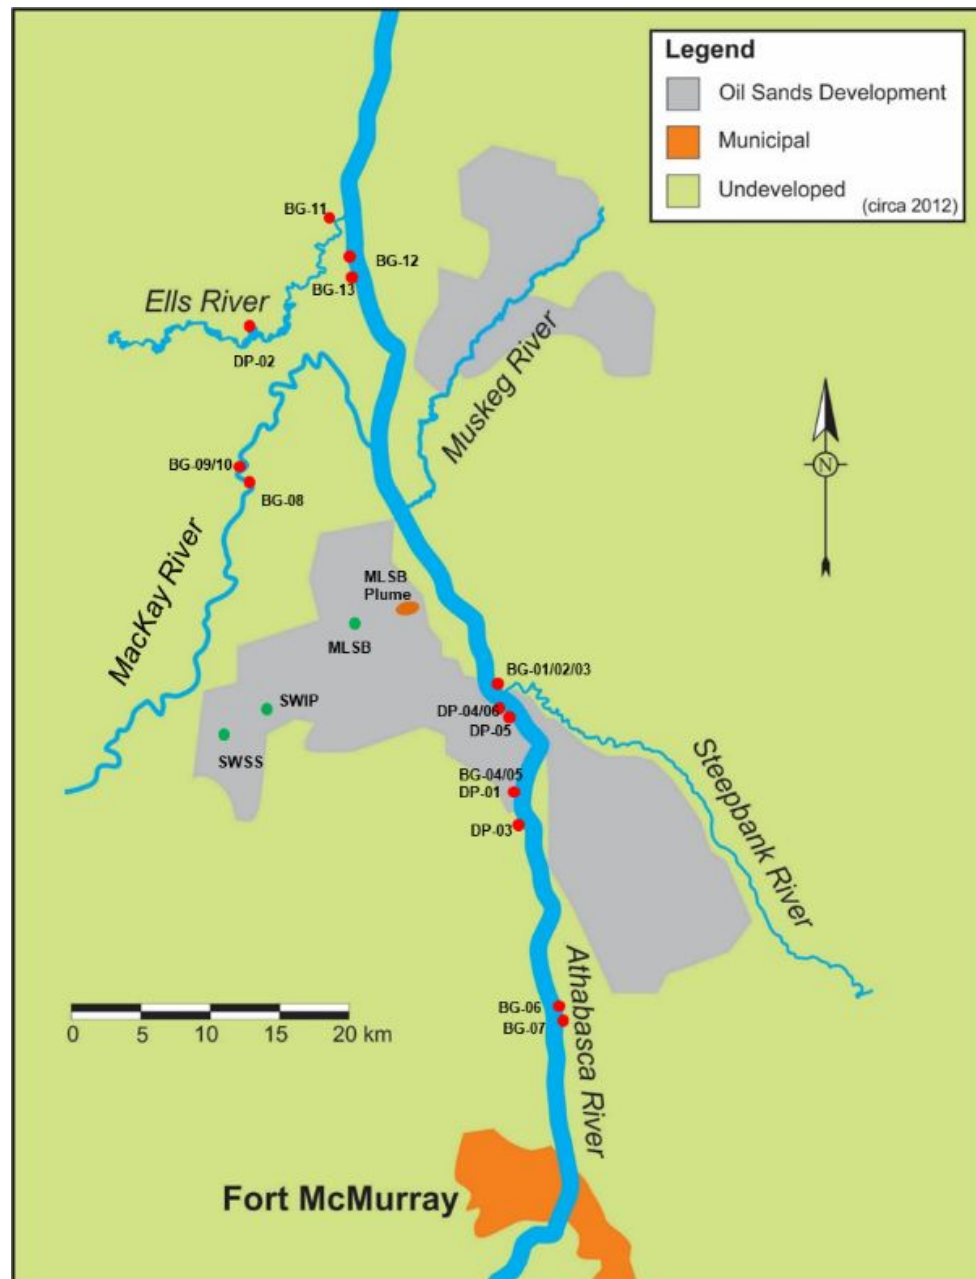 Legend
Oil Sands Development
Municipal
Undeveloped
(circa 2012)
BG-11
BG-12
BG-13
Ells River
DP-02
Muskeg River
BG-09/10
BG-08
N
MacKay River
MLSB
Plume
MLSB
BG-01/02/03
SWIP
DP-04/06
DP-05
SWSS
BG-04/05
DP-01
DP-03
Steepbank River
Athabasca River
BG-06
BG-07
0 5 10 15 20 km
Fort McMurray